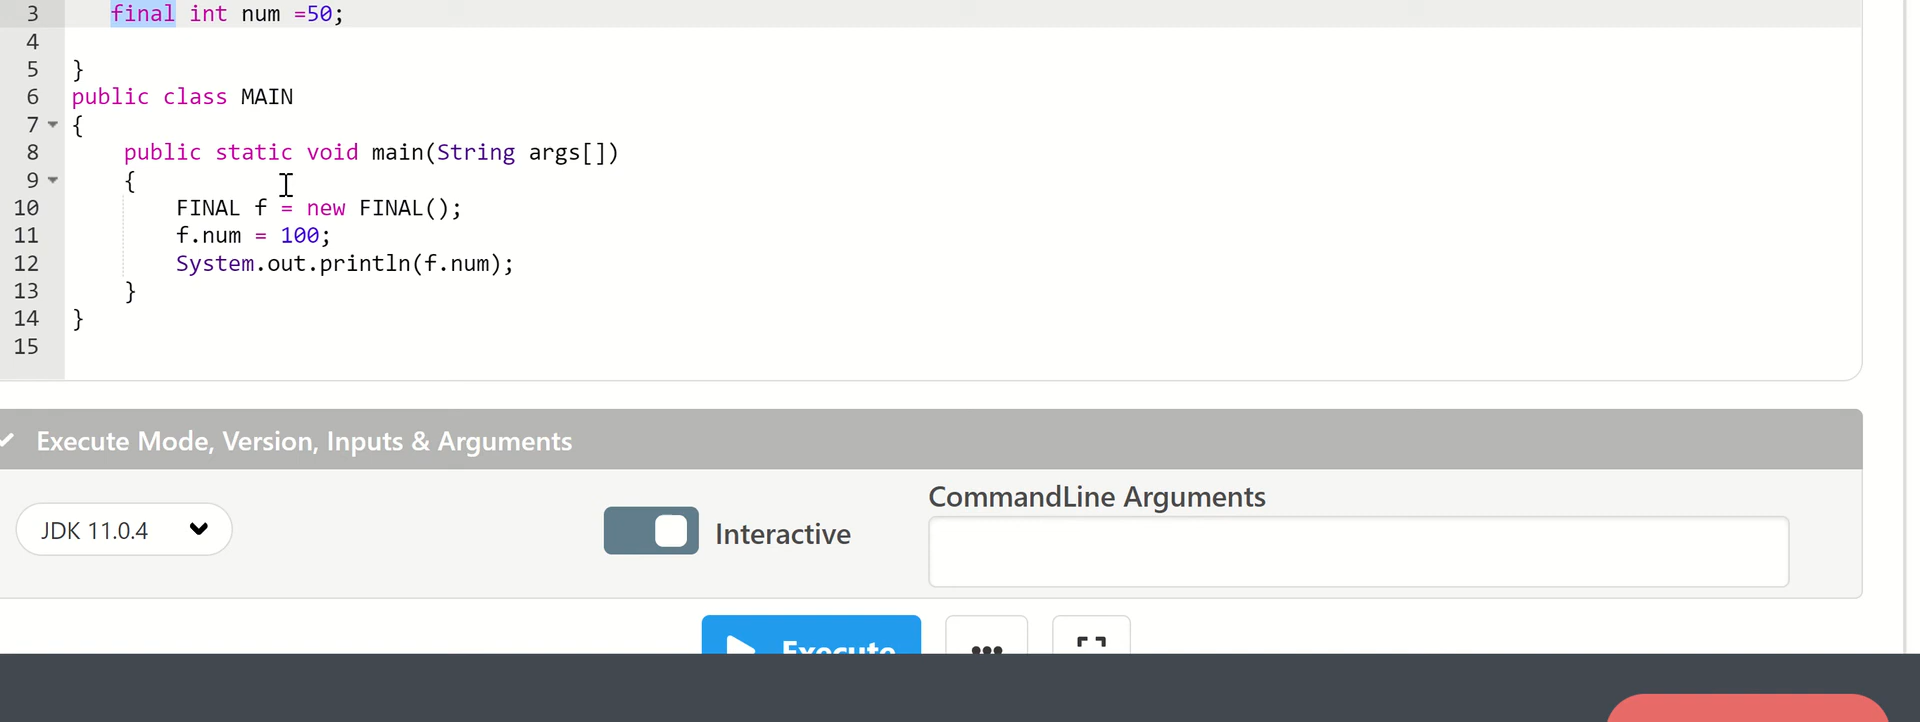 3 final int num =50;
4
5 }
6 public class MAIN
7 {
8 public static void main(String args[])
9 {
10 FINAL f = new FINAL();
11 f.num = 100;
12 System.out.println(f.num);
13 }
14 }
15
Execute Mode, Version, Inputs & Arguments
CommandLine Arguments
JDK 11.0.4
Interactive
Execute